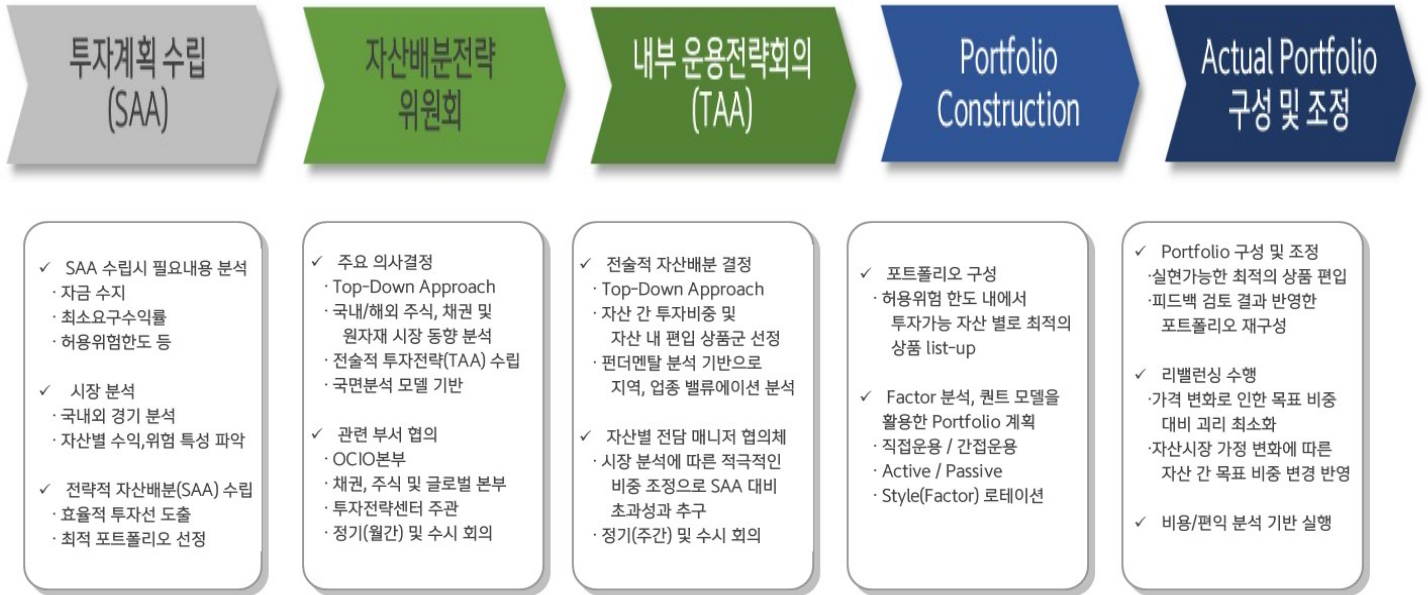 투자계획 수립
(SAA)
자산배분전략
위원회
내부 운용전략회의
(TAA)
Portfolio
Construction
Actual Portfolio
구성 및 조정
✓ SAA 수립시 필요내용 분석
· 자금 수지
· 최소요구수익률
· 허용위험한도 등
✓ 시장 분석
· 국내외 경기 분석
· 자산별 수익,위험 특성 파악
✓ 전략적 자산배분(SAA) 수립
· 효율적 투자선 도출
· 최적 포트폴리오 선정
✓ 주요 의사결정
· Top-Down Approach
· 국내/해외 주식, 채권 및
원자재 시장 동향 분석
· 전술적 투자전략(TAA) 수립
· 국면분석 모델 기반
✓ 관련 부서 협의
· OCIO본부
· 채권, 주식 및 글로벌 본부
· 투자전략센터 주관
· 정기(월간) 및 수시 회의
✓ 전술적 자산배분 결정
· Top-Down Approach
· 자산 간 투자비중 및
자산 내 편입 상품군 선정
· 펀더멘탈 분석 기반으로
지역, 업종 밸류에이션 분석
✓ 자산별 전담 매니저 협의체
· 시장 분석에 따른 적극적인
비중 조정으로 SAA 대비
초과성과 추구
· 정기(주간) 및 수시 회의
✓ 포트폴리오 구성
· 허용위험 한도 내에서
투자가능 자산 별로 최적의
상품 list-up
✓ Factor 분석, 퀀트 모델을
활용한 Portfolio 계획
· 직접운용 / 간접운용
· Active / Passive
· Style(Factor) 로테이션
✓ Portfolio 구성 및 조정
·실현가능한 최적의 상품 편입
·피드백 검토 결과 반영한
포트폴리오 재구성
✓ 리밸런싱 수행
·가격 변화로 인한 목표 비중
대비 괴리 최소화
·자산시장 가정 변화에 따른
자산 간 목표 비중 변경 반영
✓ 비용/편익 분석 기반 실행